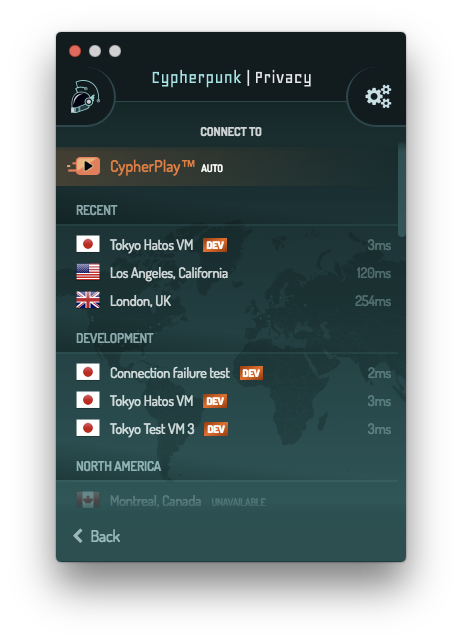 Cypherpunk | Privacy
CONNECT TO
CypherPlay™ AUTO
RECENT
Tokyo Hatos VM DEV 3ms
Los Angeles, California 120ms
London, UK 254ms
DEVELOPMENT
Connection failure test DEV 2ms
Tokyo Hatos VM DEV 3ms
Tokyo Test VM 3 DEV 3ms
NORTH AMERICA
Montreal, Canada UNAVAILABLE
Back